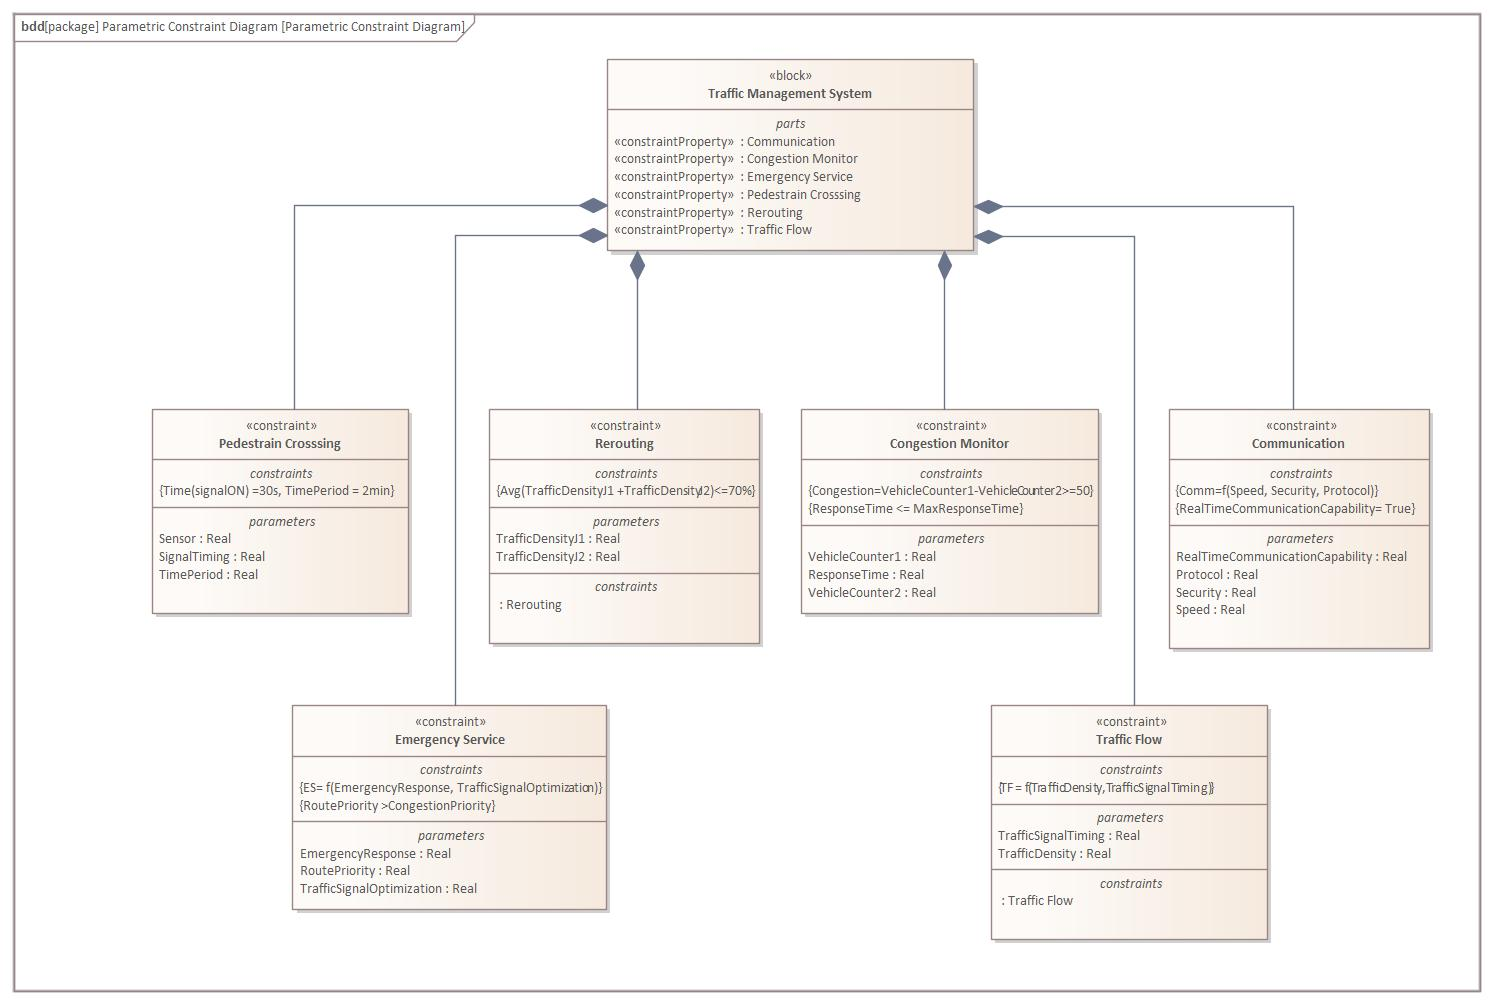 bdd[package] Parametric Constraint Diagram [Parametric Constraint Diagram]
«block»
Traffic Management System
parts
«constraintProperty» : Communication
«constraintProperty» : Congestion Monitor
«constraintProperty» : Emergency Service
«constraintProperty» : Pedestrain Crosssing
«constraintProperty» : Rerouting
«constraintProperty» : Traffic Flow
«constraint»
Pedestrain Crosssing
constraints
{Time(signalON) =30s, TimePeriod = 2min}
parameters
Sensor : Real
SignalTiming : Real
TimePeriod : Real
«constraint»
Rerouting
constraints
{Avg(TrafficDensityJ1 +TrafficDensityJ2)<=70%}
parameters
TrafficDensityJ1 : Real
TrafficDensityJ2 : Real
constraints
: Rerouting
«constraint»
Congestion Monitor
constraints
{Congestion=VehicleCounter1-VehicleCounter2>=50}
{ResponseTime <= MaxResponseTime}
parameters
VehicleCounter1 : Real
ResponseTime : Real
VehicleCounter2 : Real
«constraint»
Communication
constraints
{Comm=f(Speed, Security, Protocol)}
{RealTimeCommunicationCapability= True}
parameters
RealTimeCommunicationCapability : Real
Protocol : Real
Security : Real
Speed : Real
«constraint»
Emergency Service
constraints
{ES= f(EmergencyResponse, TrafficSignalOptimization)}
{RoutePriority >CongestionPriority}
parameters
EmergencyResponse : Real
RoutePriority : Real
TrafficSignalOptimization : Real
«constraint»
Traffic Flow
constraints
{TF = f(TrafficDensity,TrafficSignalTiming)}
parameters
TrafficSignalTiming : Real
TrafficDensity : Real
constraints
: Traffic Flow